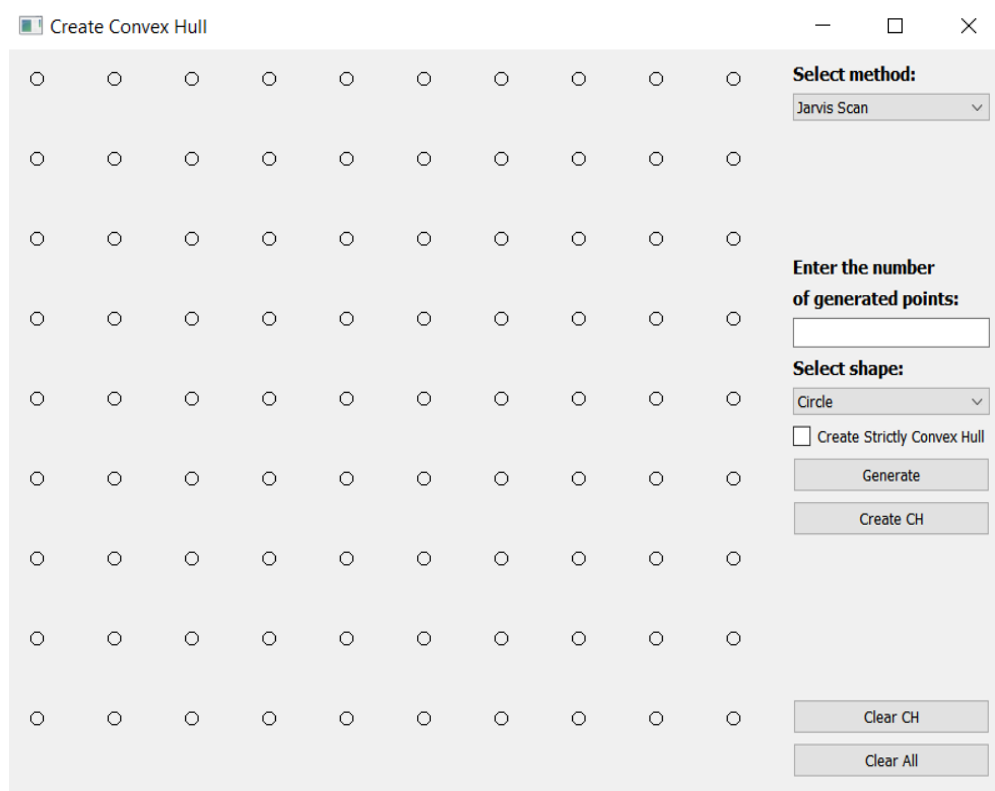 Create Convex Hull
Select method:
Jarvis Scan
Enter the number
of generated points:
Select shape:
Circle
Create Strictly Convex Hull
Generate
Create CH
Clear CH
Clear All